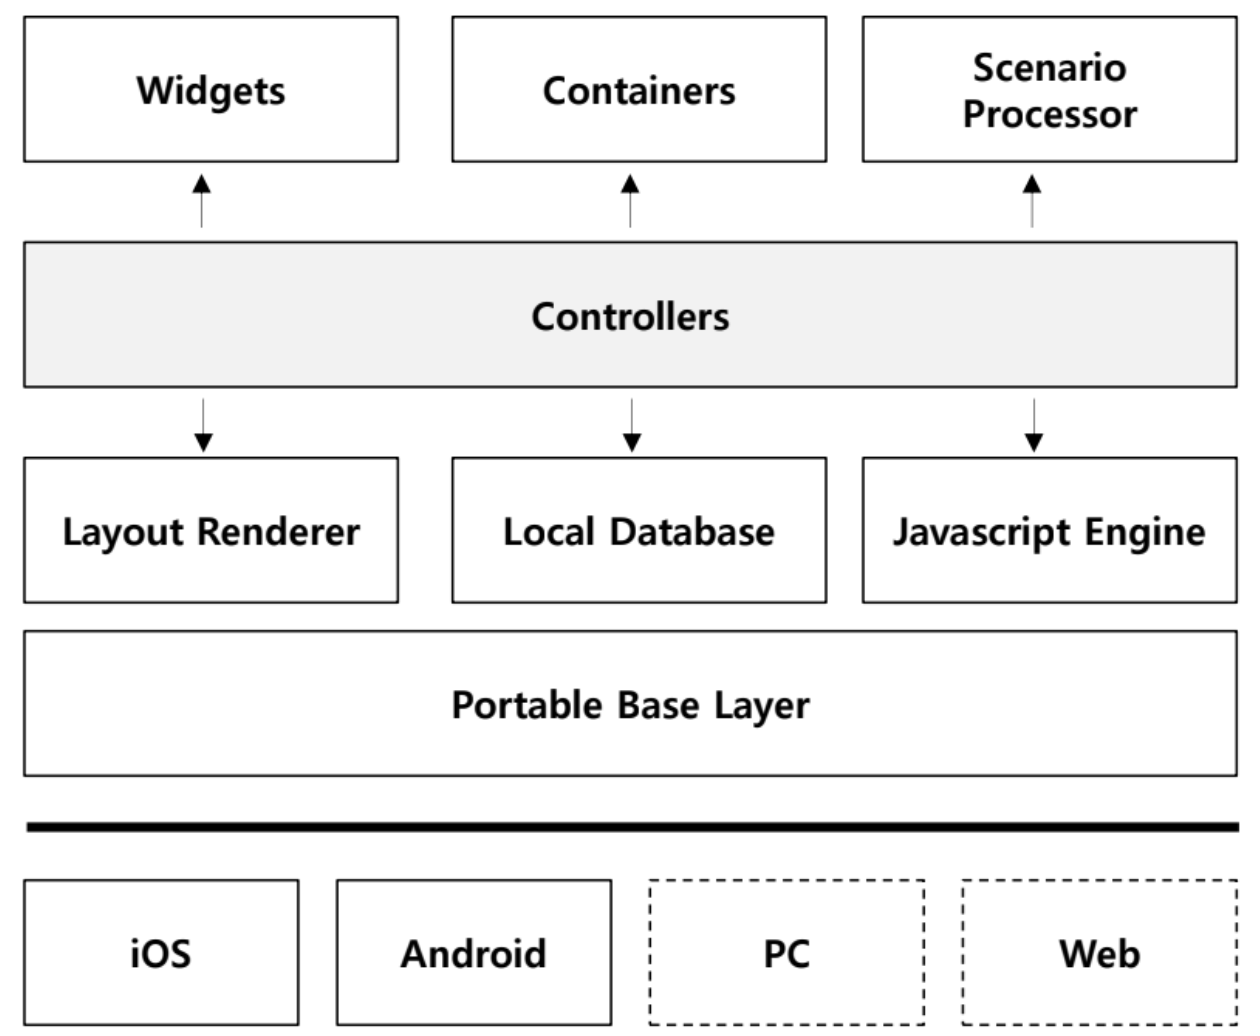 Widgets
Containers
Scenario
Processor
Controllers
Layout Renderer
Local Database
Javascript Engine
Portable Base Layer
iOS
Android
PC
Web